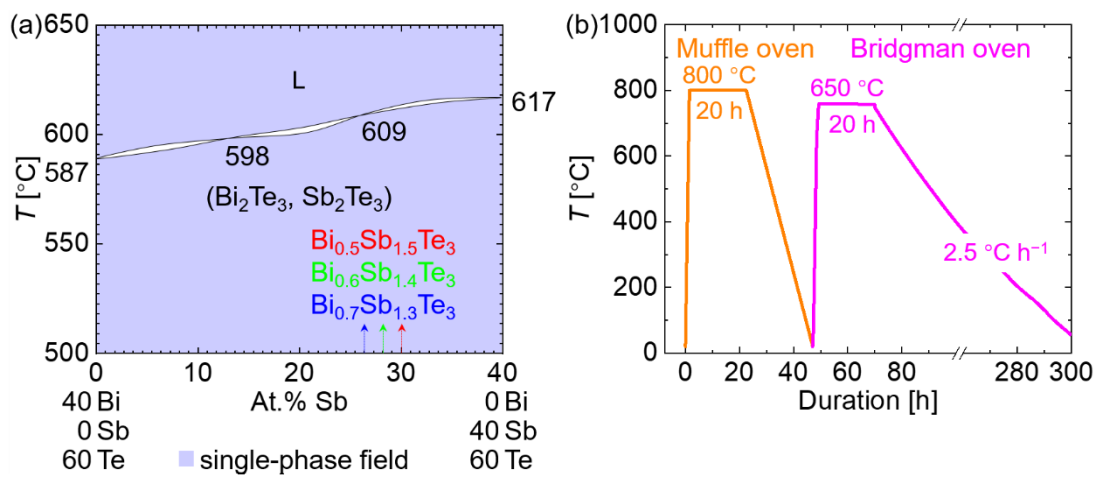 (a)
650
600
550
500
T [°C]
L
587
598
609
617
(Bi₂Te₃, Sb₂Te₃)
Bi₀.₅Sb₁.₅Te₃
Bi₀.₆Sb₁.₄Te₃
Bi₀.₇Sb₁.₃Te₃
0 10 20 30 40
40 Bi At.% Sb 0 Bi
0 Sb 40 Sb
60 Te single-phase field 60 Te
(b)
1000
800
600
400
200
0
T [°C]
Muffle oven Bridgman oven
800 °C
20 h
650 °C
20 h
2.5 °C h⁻¹
0 20 40 60 80 280 300
Duration [h]